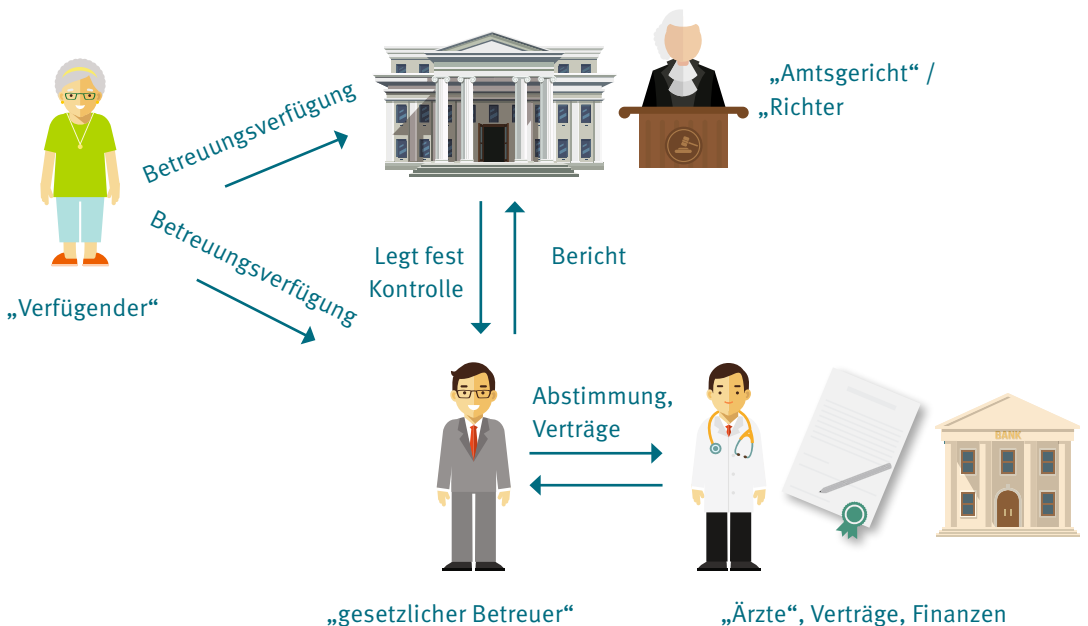 „Amtsgericht“ /
„Richter
Betreuungsverfügung
Betreuungsverfügung
„Verfügender“
Legt fest
Kontrolle
Bericht
Abstimmung,
Verträge
BANK
„gesetzlicher Betreuer“
„Ärzte“, Verträge, Finanzen